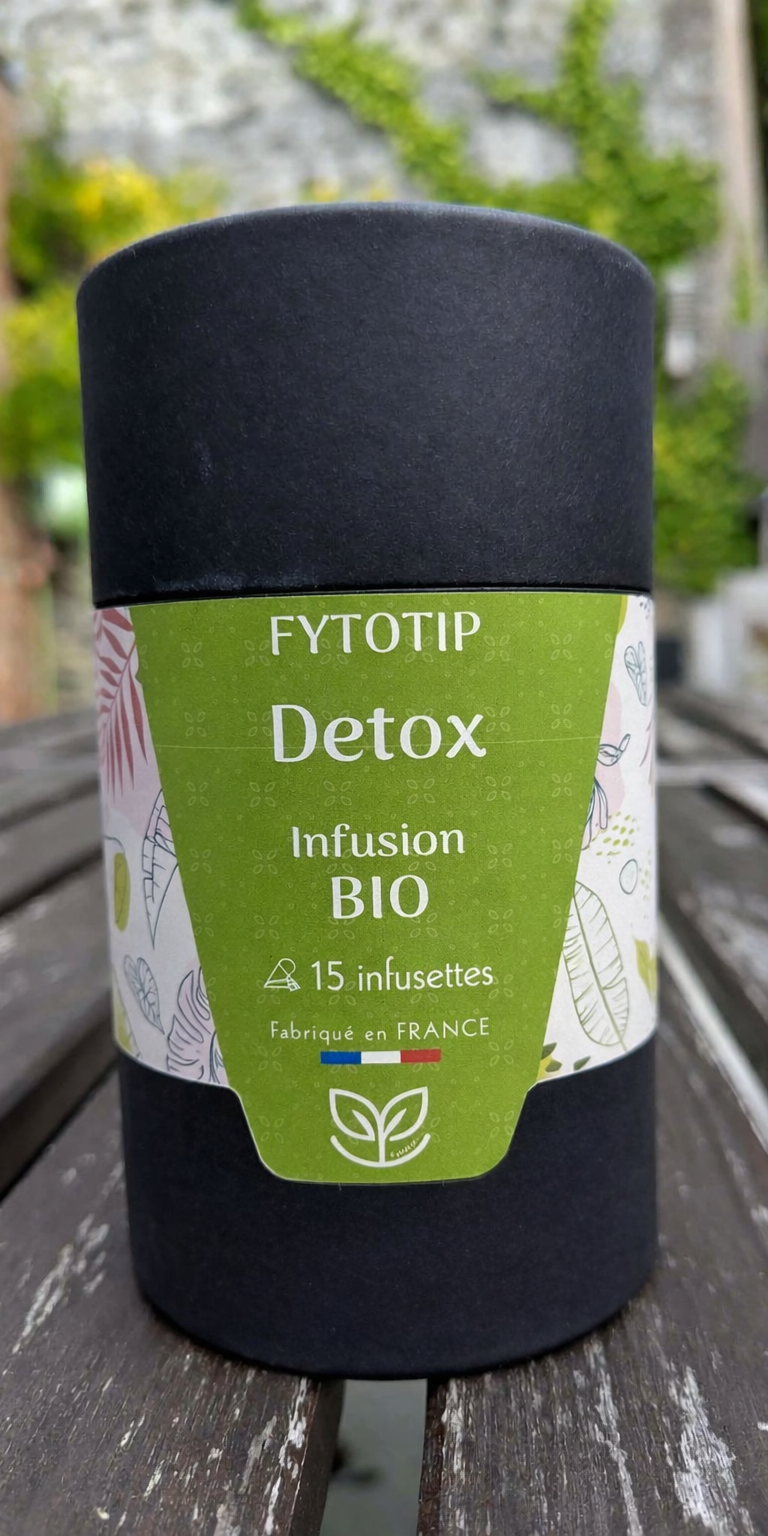 FYTOTIP
Detox
Infusion
BIO
15 infusettes
Fabriqué en FRANCE